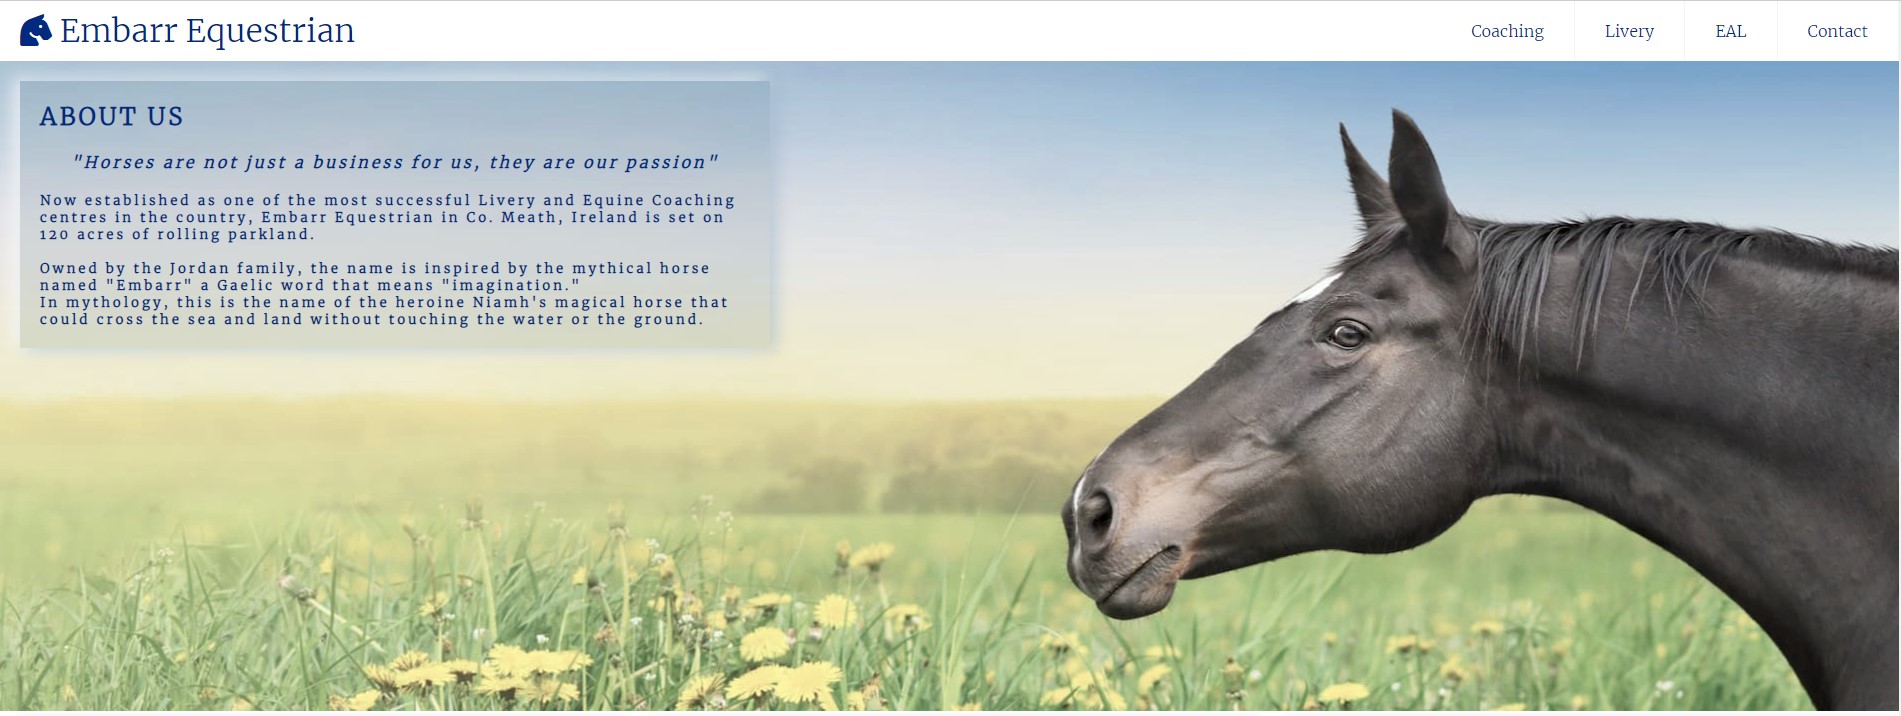 Embarr Equestrian
Coaching
Livery
EAL
Contact
ABOUT US
"Horses are not just a business for us, they are our passion"
Now established as one of the most successful Livery and Equine Coaching
centres in the country, Embarr Equestrian in Co. Meath, Ireland is set on
120 acres of rolling parkland.
Owned by the Jordan family, the name is inspired by the mythical horse
named "Embarr" a Gaelic word that means "imagination."
In mythology, this is the name of the heroine Niamh's magical horse that
could cross the sea and land without touching the water or the ground.